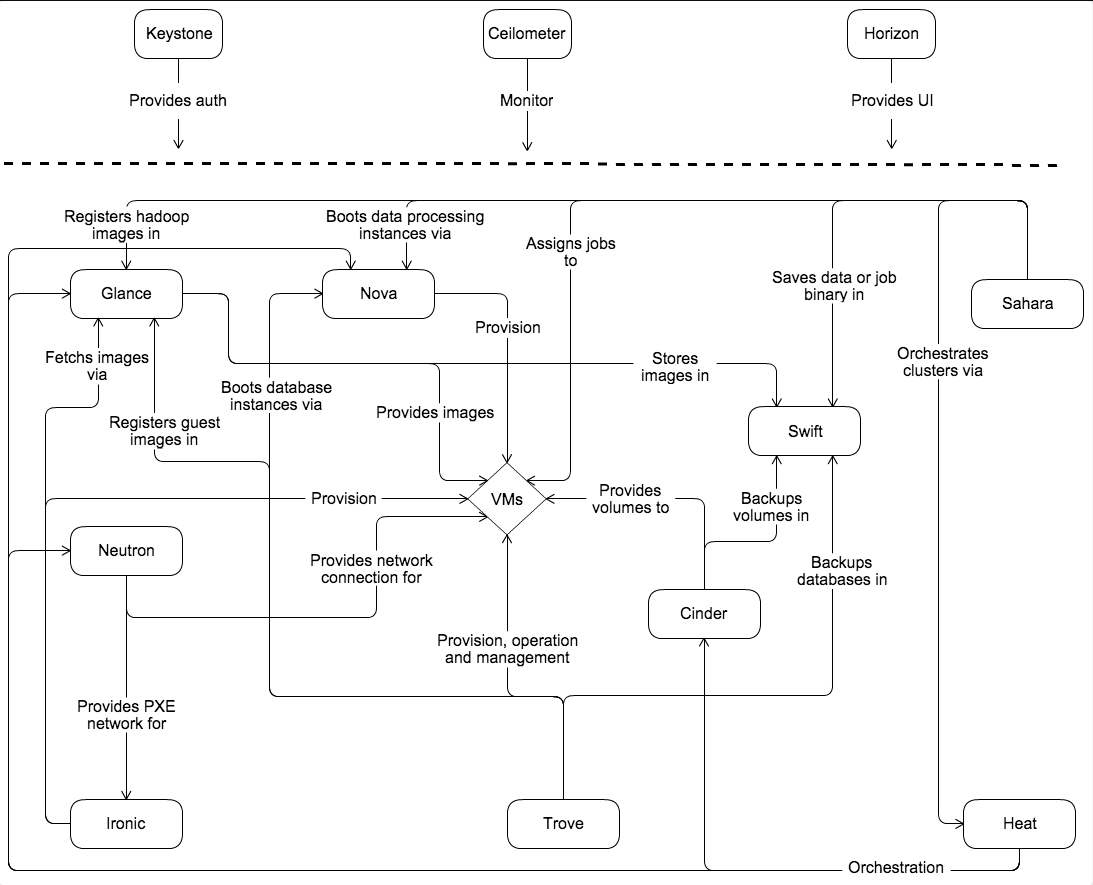 Keystone
Ceilometer
Horizon
Provides auth
Monitor
Provides UI
Registers hadoop
images in
Boots data processing
instances via
Assigns jobs
to
Saves data or job
binary in
Glance
Nova
Sahara
Provision
Fetchs images
via
Stores
images in
Orchestrates
clusters via
Boots database
instances via
Provides images
Registers guest
images in
Swift
Provision
VMs
Provides
volumes to
Backups
volumes in
Neutron
Provides network
connection for
Backups
databases in
Cinder
Provision, operation
and management
Provides PXE
network for
Ironic
Trove
Heat
Orchestration